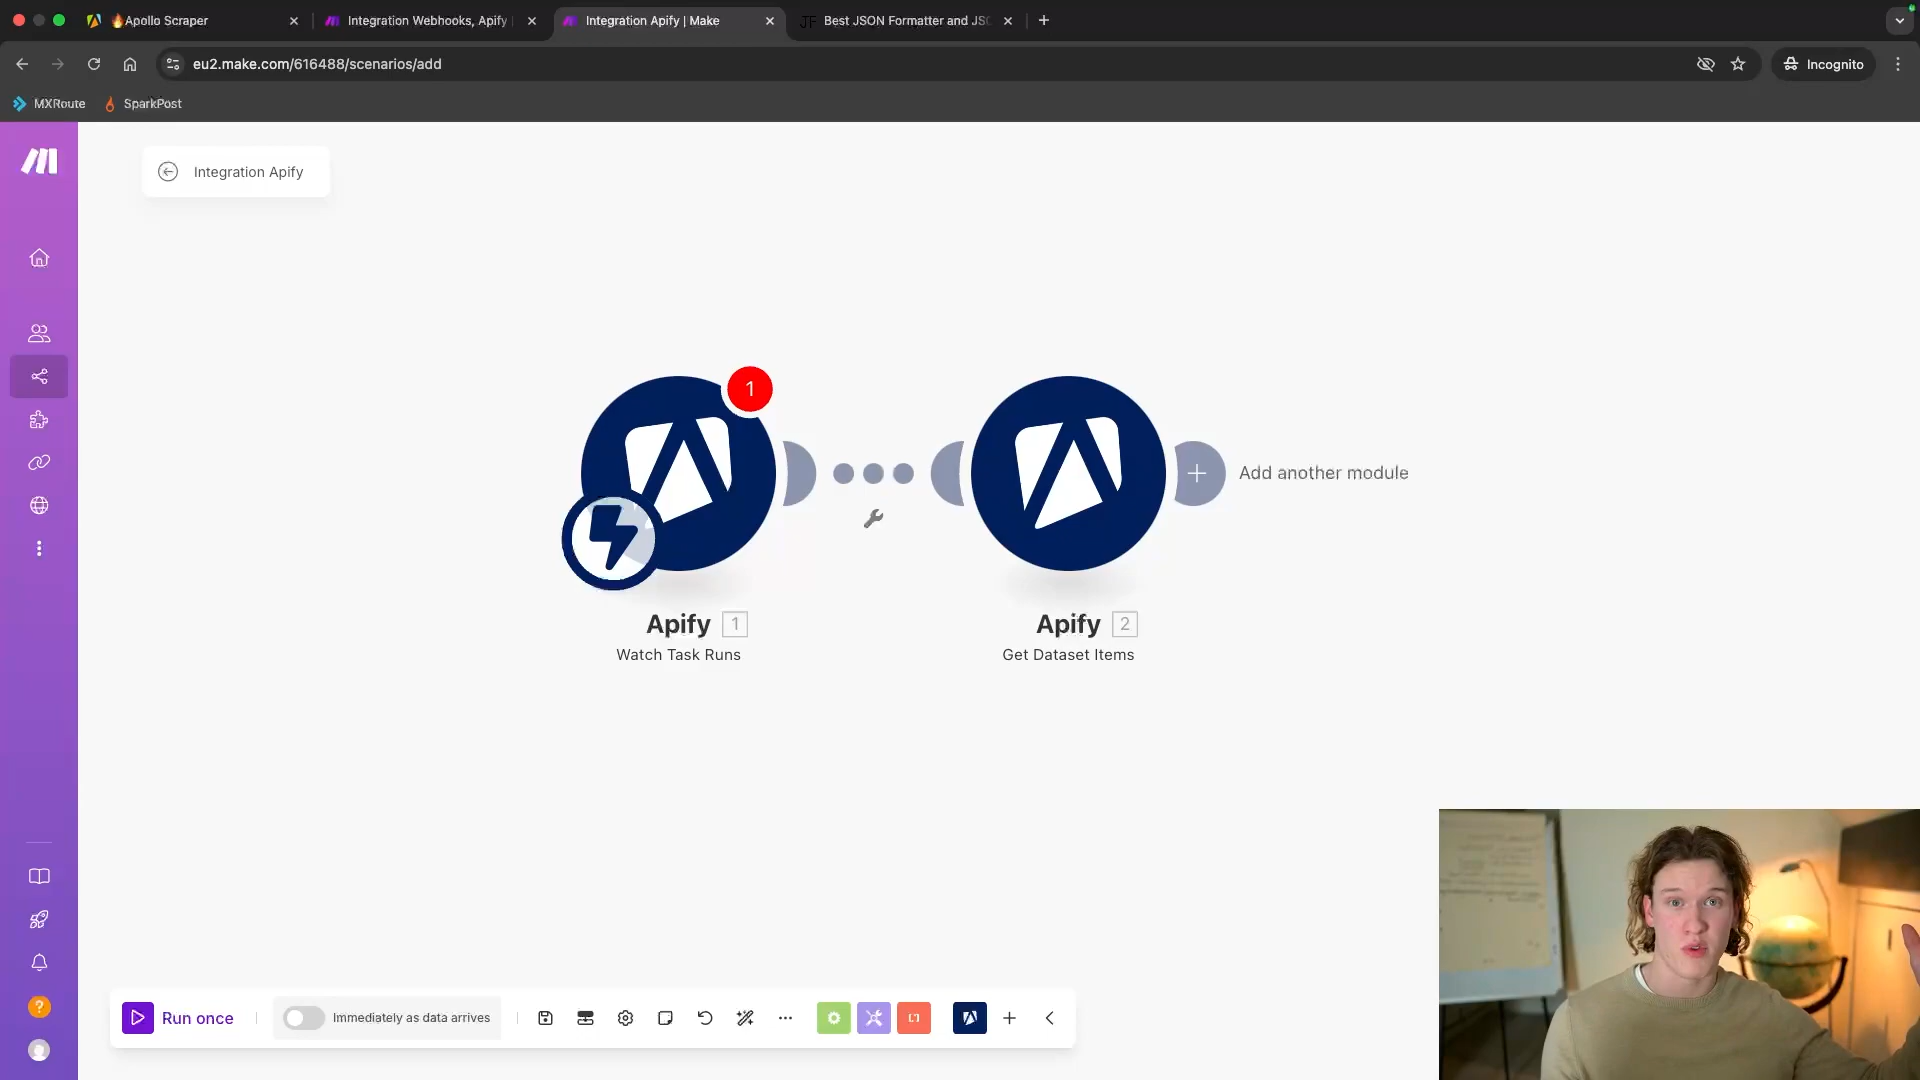 🔥Apollo Scraper
Integration Webhooks, Apify
Integration Apify | Make
JF Best JSON Formatter and JS
eu2.make.com/616488/scenarios/add
Incognito
MXRoute
SparkPost
Integration Apify
1
Add another module
Apify 1
Watch Task Runs
Apify 2
Get Dataset Items
?
Run once
Immediately as data arrives